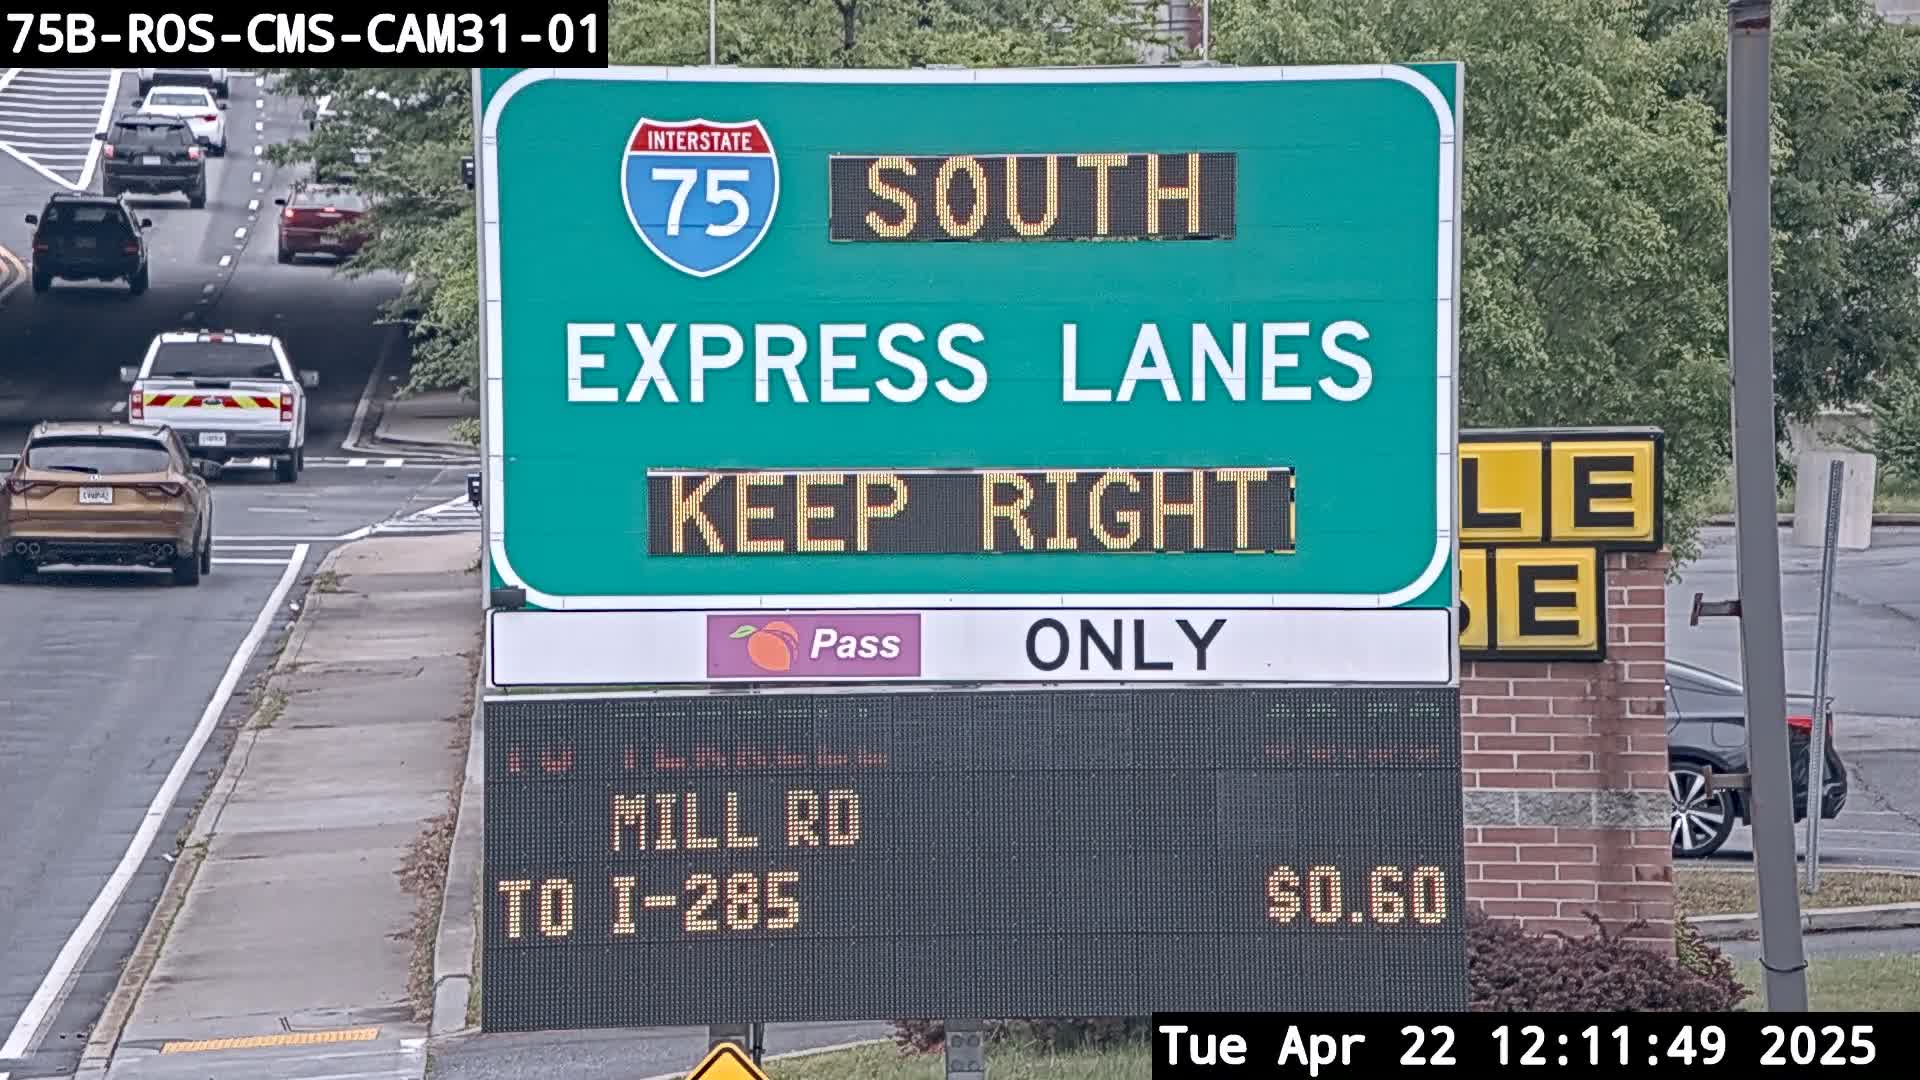 75B-ROS-CMS-CAM31-01
INTERSTATE
75
SOUTH
EXPRESS LANES
KEEP RIGHT
LE
E
Pass ONLY
MILL RD
TO I-285 $0.60
Tue Apr 22 12:11:49 2025